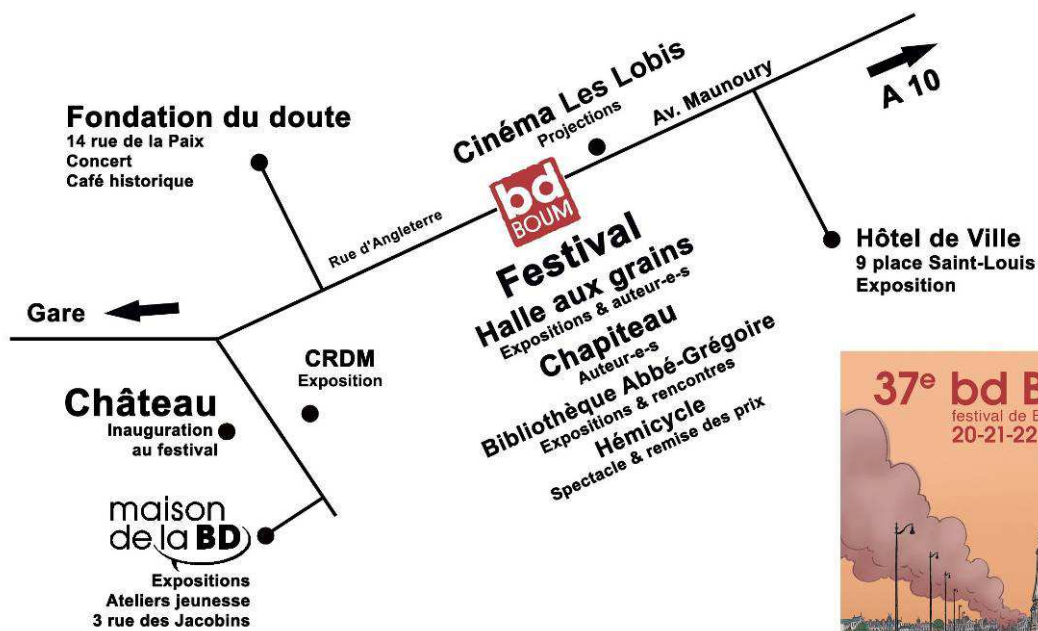 Fondation du doute
14 rue de la Paix
Concert
Café historique
Cinéma Les Lobis
Projections
Av. Maunoury
A 10
Rue d'Angleterre
bd
BOUM
Festival
Halle aux grains
Expositions & auteur-e-s
Chapiteau
Auteur-e-s
Bibliothèque Abbé-Grégoire
Expositions & rencontres
Hémicycle
Spectacle & remise des prix
Hôtel de Ville
9 place Saint-Louis
Exposition
Gare
CRDM
Exposition
Château
Inauguration
au festival
maison
de la BD
Expositions
Ateliers jeunesse
3 rue des Jacobins
37e bd B
festival de B
20-21-22